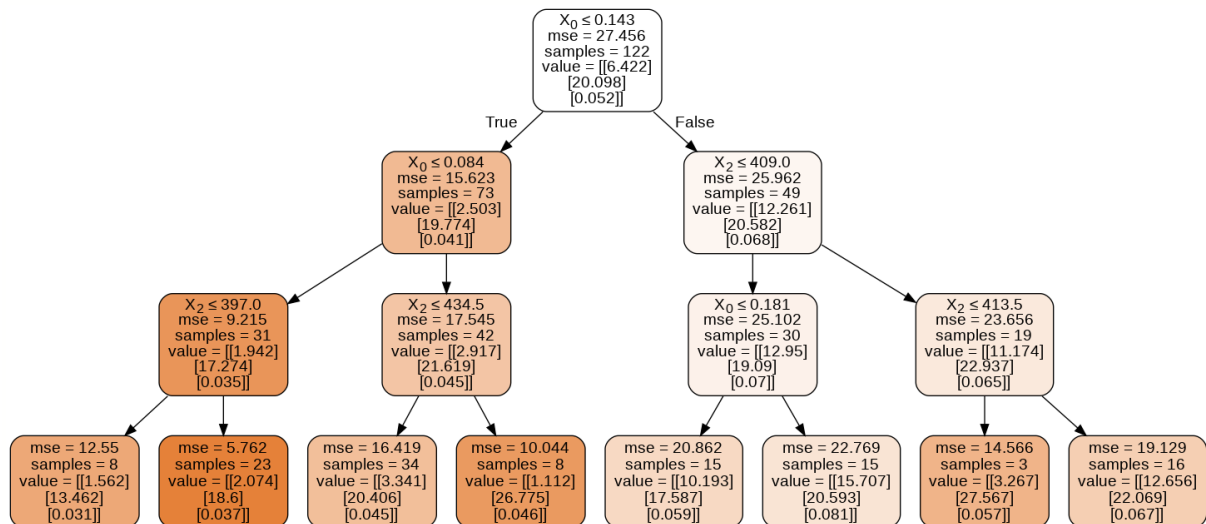 X₀ ≤ 0.143
mse = 27.456
samples = 122
value = [[6.422]
[20.098]
[0.052]]
True
False
X₀ ≤ 0.084
mse = 15.623
samples = 73
value = [[2.503]
[19.774]
[0.041]]
X₂ ≤ 409.0
mse = 25.962
samples = 49
value = [[12.261]
[20.582]
[0.068]]
X₂ ≤ 397.0
mse = 9.215
samples = 31
value = [[1.942]
[17.274]
[0.035]]
X₂ ≤ 434.5
mse = 17.545
samples = 42
value = [[2.917]
[21.619]
[0.045]]
X₀ ≤ 0.181
mse = 25.102
samples = 30
value = [[12.95]
[19.09]
[0.07]]
X₂ ≤ 413.5
mse = 23.656
samples = 19
value = [[11.174]
[22.937]
[0.065]]
mse = 12.55
samples = 8
value = [[1.562]
[13.462]
[0.031]]
mse = 5.762
samples = 23
value = [[2.074]
[18.6]
[0.037]]
mse = 16.419
samples = 34
value = [[3.341]
[20.406]
[0.045]]
mse = 10.044
samples = 8
value = [[1.112]
[26.775]
[0.046]]
mse = 20.862
samples = 15
value = [[10.193]
[17.587]
[0.059]]
mse = 22.769
samples = 15
value = [[15.707]
[20.593]
[0.081]]
mse = 14.566
samples = 3
value = [[3.267]
[27.567]
[0.057]]
mse = 19.129
samples = 16
value = [[12.656]
[22.069]
[0.067]]